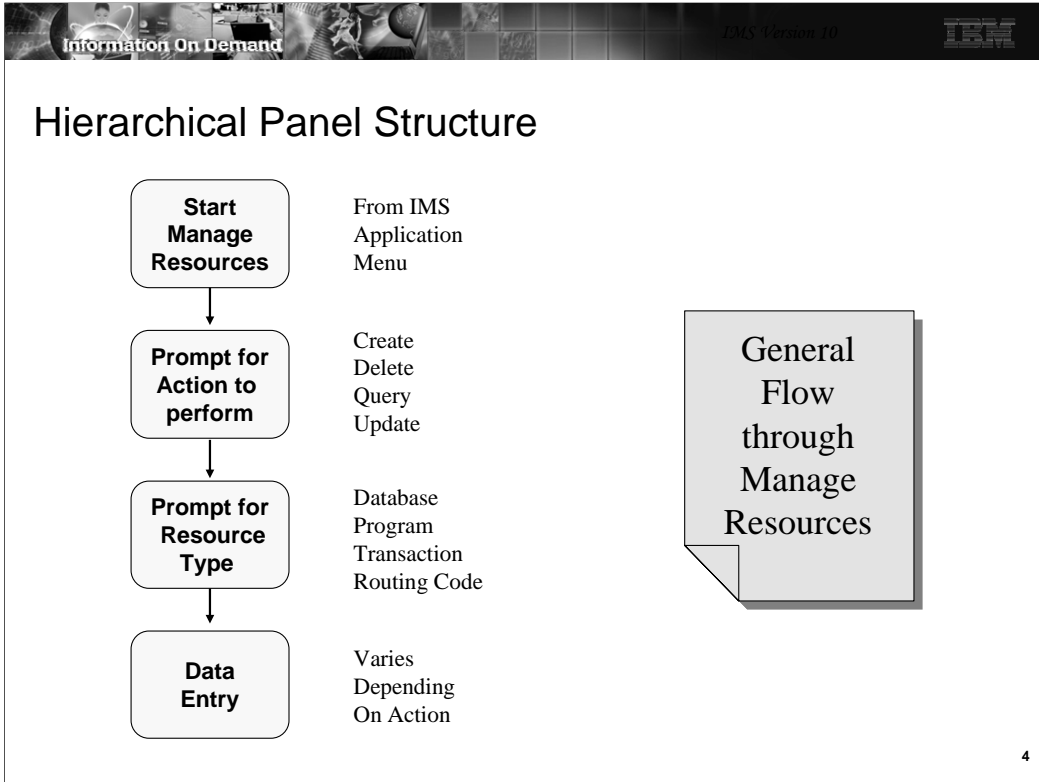 Information On Demand
IMS Version 10
IBM
Hierarchical Panel Structure
Start
Manage
Resources
From IMS
Application
Menu
Prompt for
Action to
perform
Create
Delete
Query
Update
Prompt for
Resource
Type
Database
Program
Transaction
Routing Code
Data
Entry
Varies
Depending
On Action
General
Flow
through
Manage
Resources
4